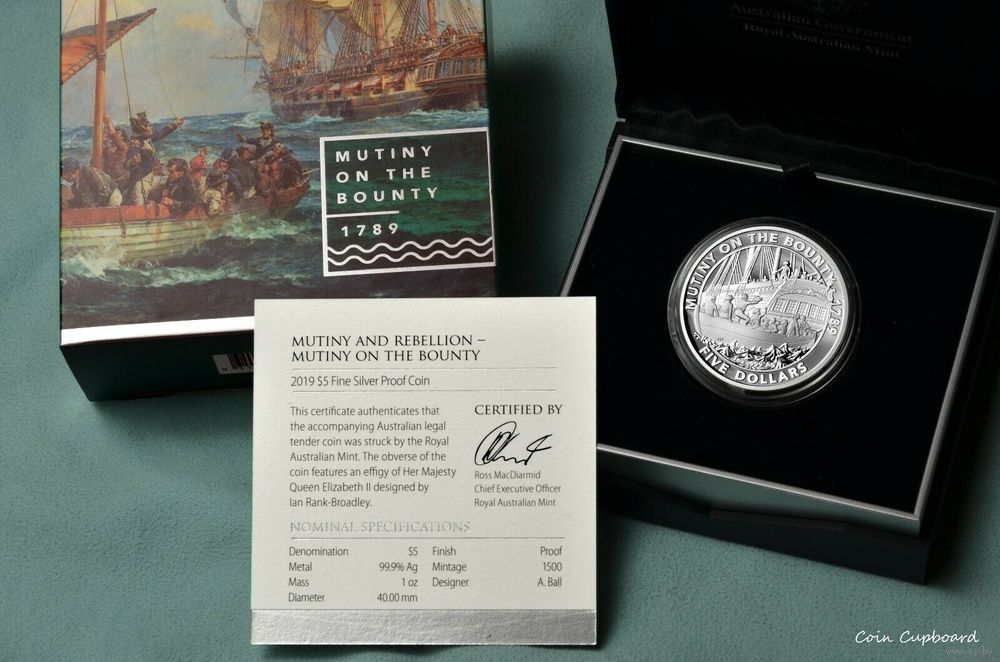 Australian Government
Royal Australian Mint
MUTINY
ON THE
BOUNTY
1789
MUTINY ON THE BOUNTY 1789
FIVE DOLLARS
MUTINY AND REBELLION –
MUTINY ON THE BOUNTY
2019 $5 Fine Silver Proof Coin
This certificate authenticates that
the accompanying Australian legal
tender coin was struck by the Royal
Australian Mint. The obverse of the
coin features an effigy of Her Majesty
Queen Elizabeth II designed by
Ian Rank-Broadley.
CERTIFIED BY
Ross MacDiarmid
Chief Executive Officer
Royal Australian Mint
NOMINAL SPECIFICATIONS
Denomination $5 Finish Proof
Metal 99.9% Ag Mintage 1500
Mass 1 oz Designer A. Ball
Diameter 40.00 mm
Coin Cupboard
www.ay.by